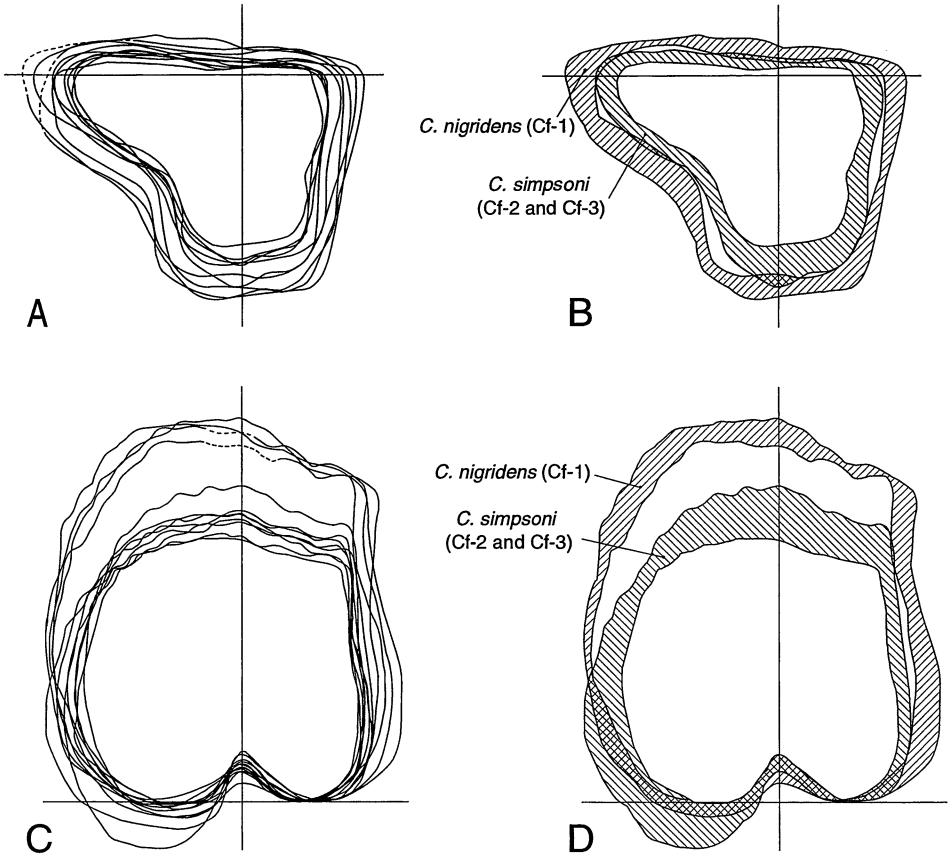 A
B
C. nigridens (Cf-1)
C. simpsoni
(Cf-2 and Cf-3)
C. nigridens (Cf-1)
C. simpsoni
(Cf-2 and Cf-3)
C
D